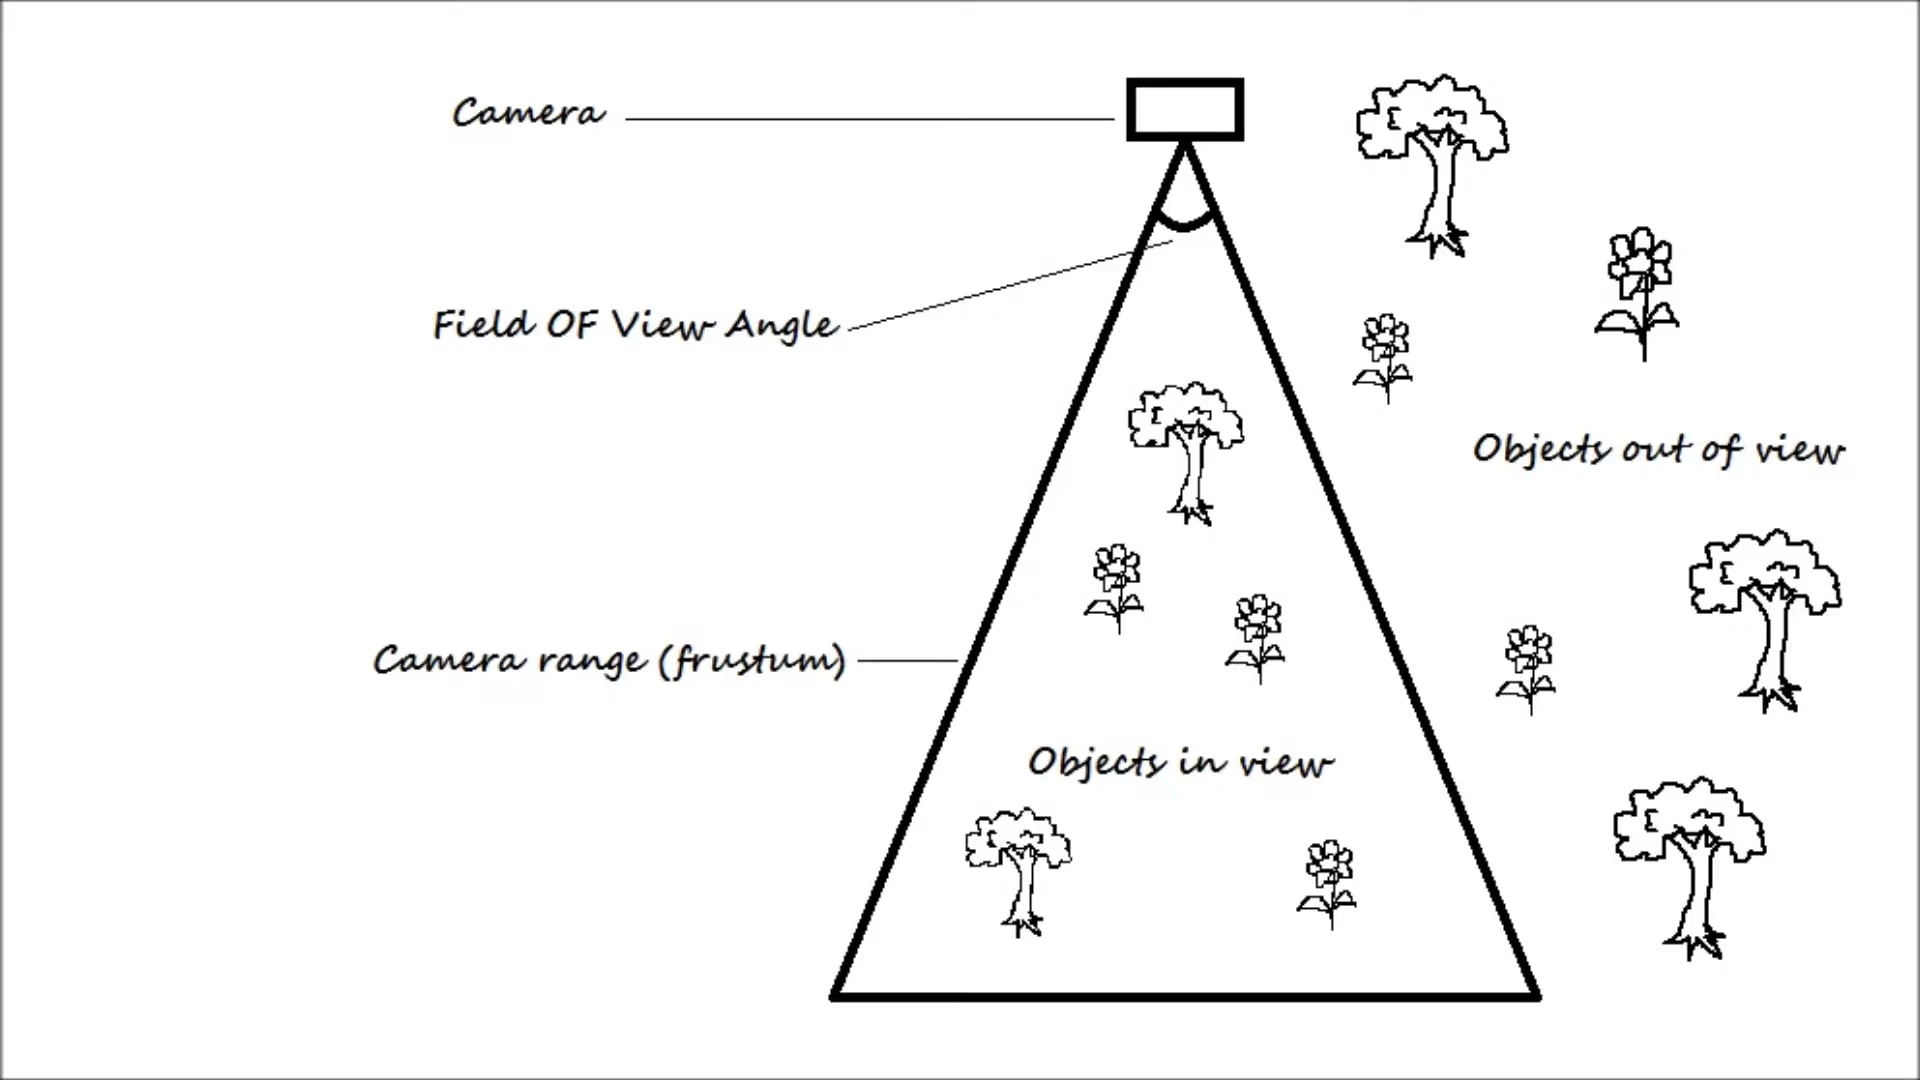 Camera
Field OF View Angle
Objects out of view
Camera range (frustum)
Objects in view